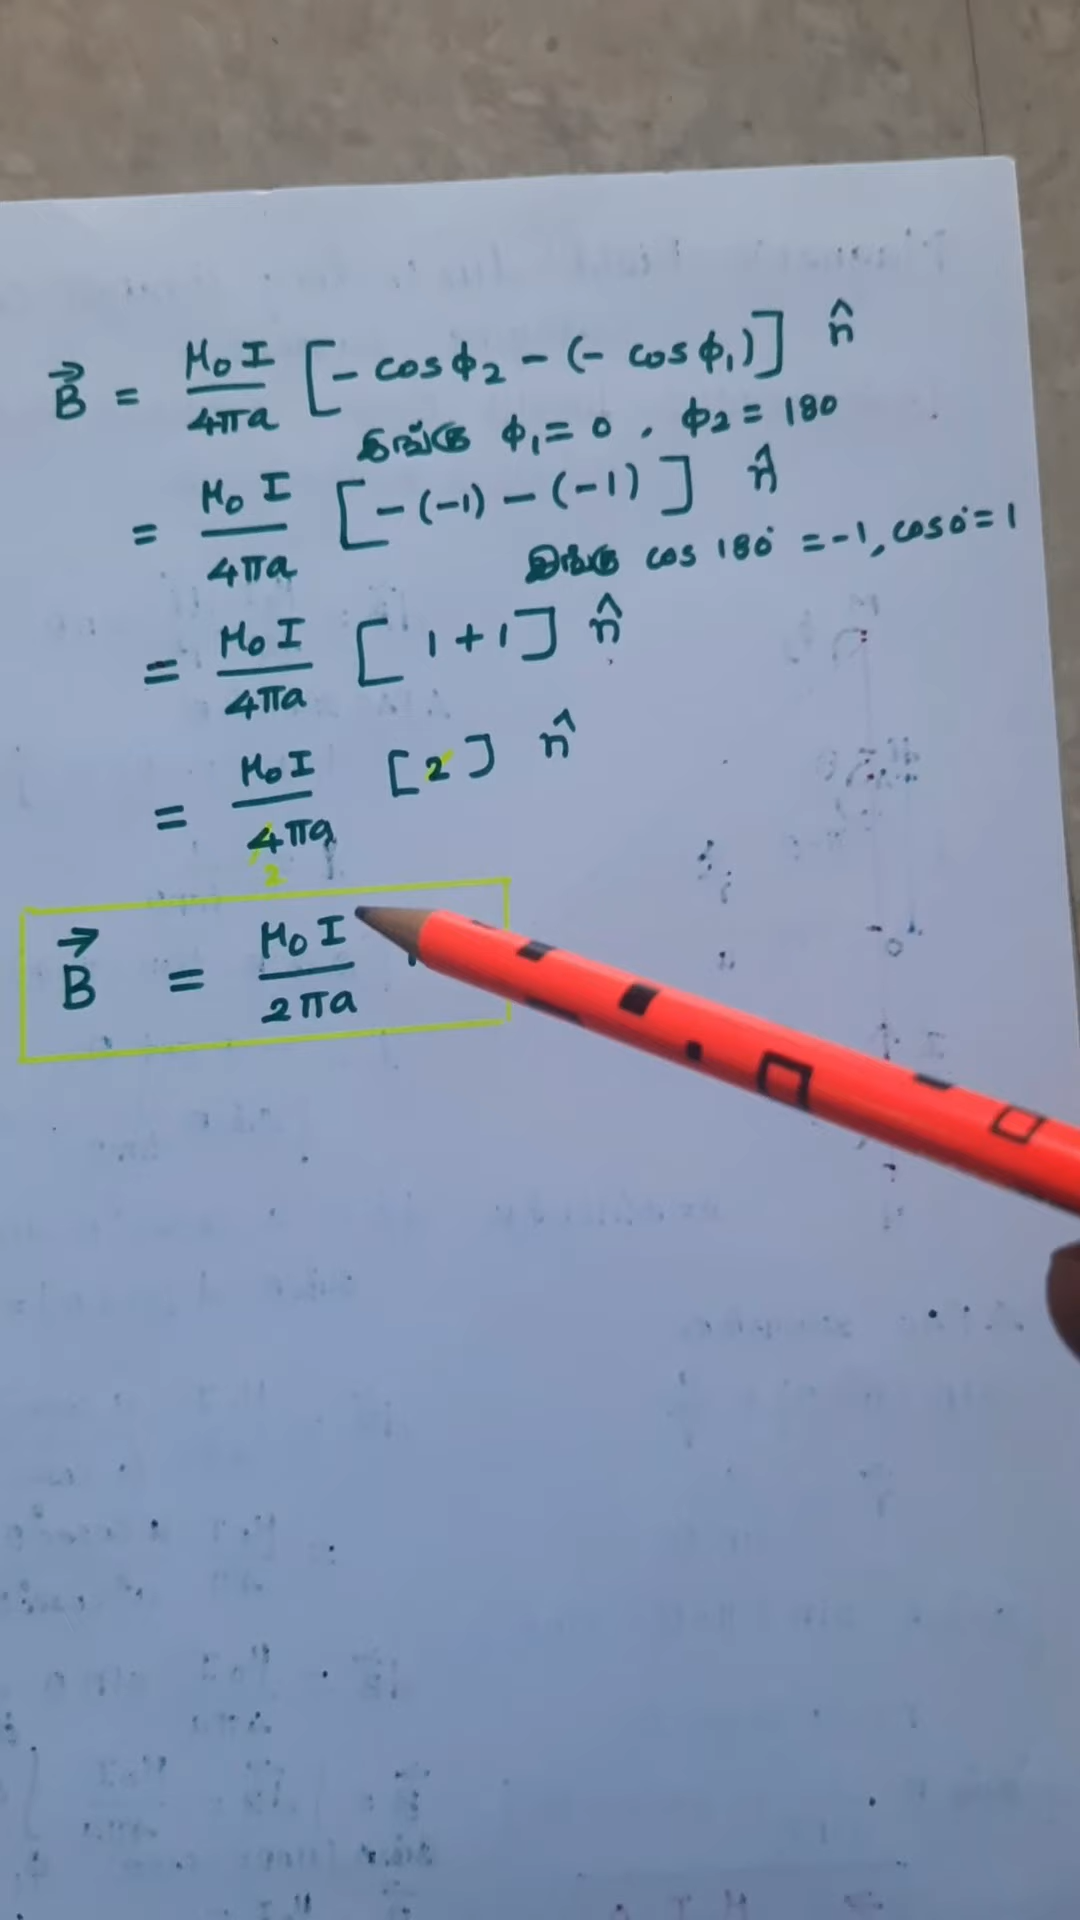 B⃗ = μ₀I/4πa [- cosϕ₂ - (- cosϕ₁)] n̂
இங்கு ϕ₁ = 0 , ϕ₂ = 180
= μ₀I/4πa [-(-1) - (-1)] n̂
இங்கு cos 180° = -1, cos0° = 1
= μ₀I/4πa [1+1] n̂
= μ₀I/4πa [2] n̂
2
B⃗ = μ₀I/2πa